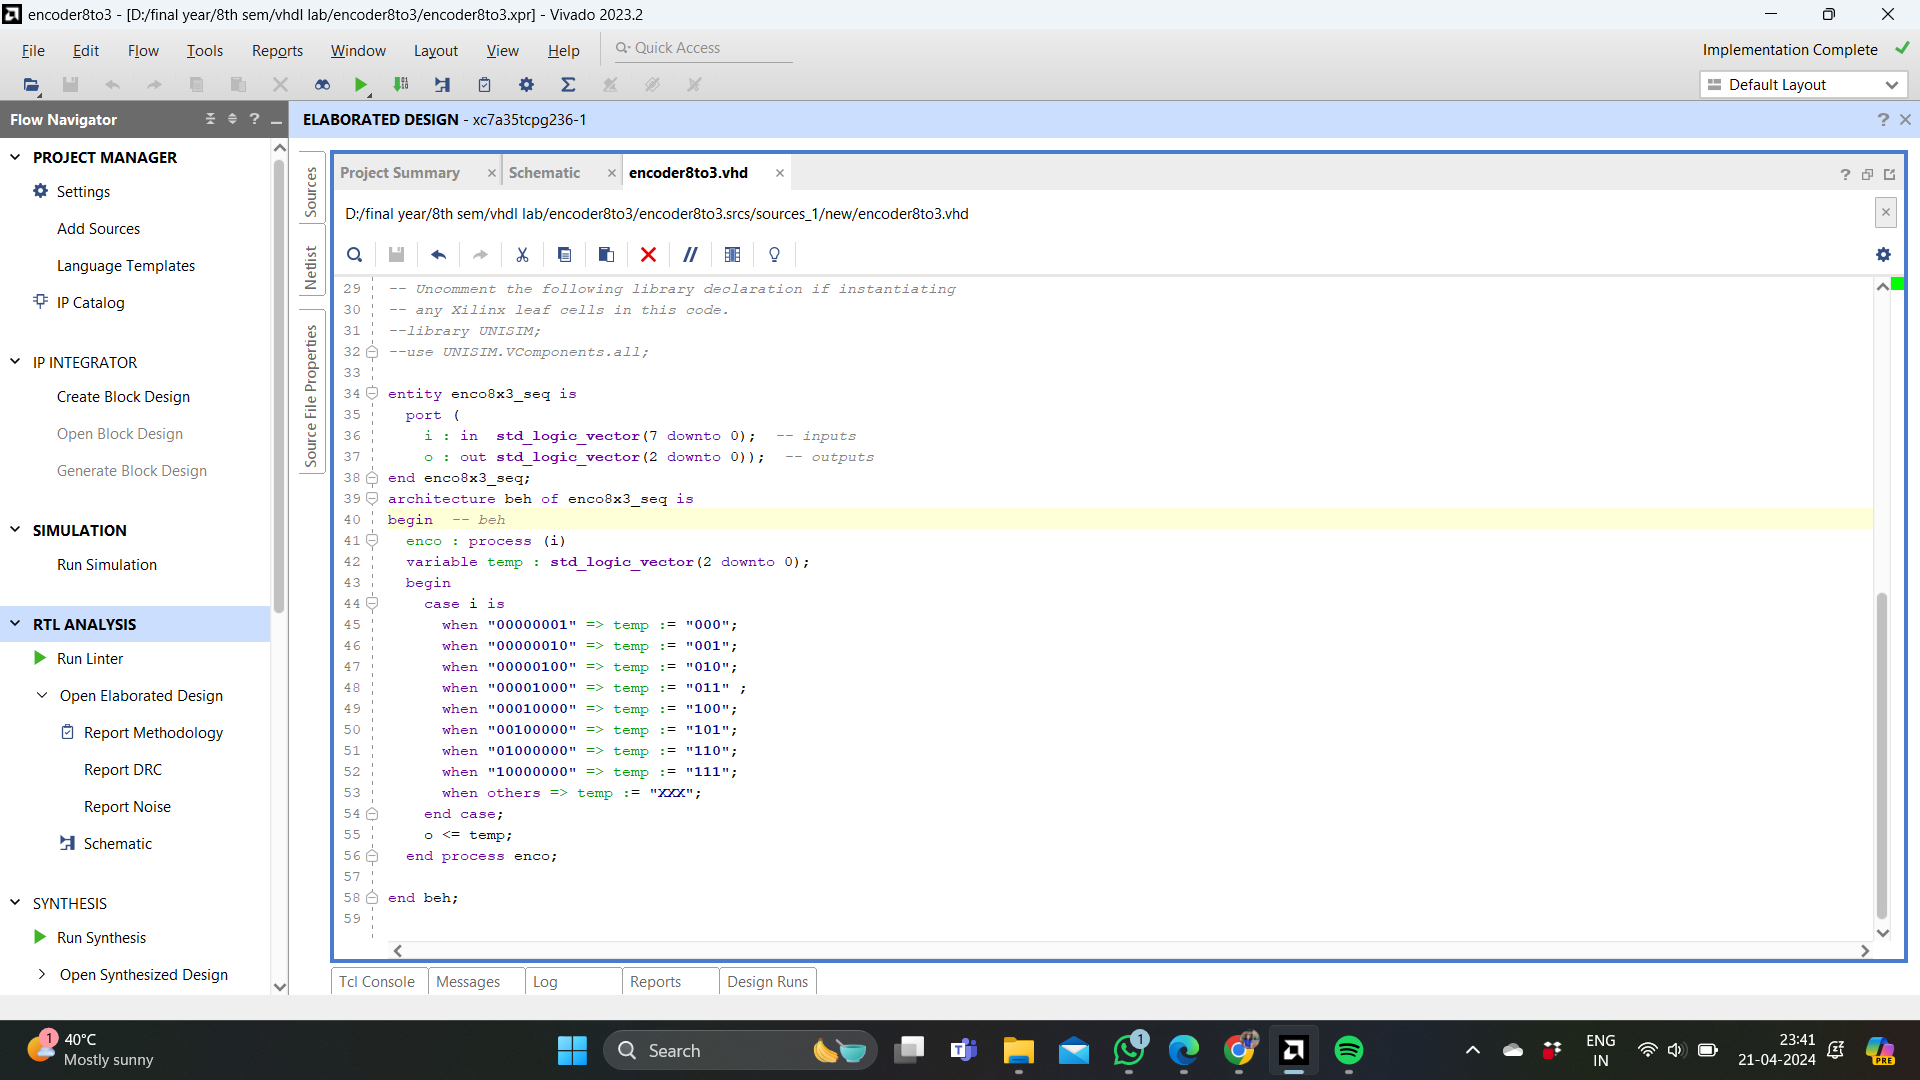 encoder8to3 - [D:/final year/8th sem/vhdl lab/encoder8to3/encoder8to3.xpr] - Vivado 2023.2
File Edit Flow Tools Reports Window Layout View Help Quick Access
Implementation Complete
Default Layout
Flow Navigator
ELABORATED DESIGN - xc7a35tcpg236-1
PROJECT MANAGER
Settings
Add Sources
Language Templates
IP Catalog
IP INTEGRATOR
Create Block Design
Open Block Design
Generate Block Design
SIMULATION
Run Simulation
RTL ANALYSIS
Run Linter
Open Elaborated Design
Report Methodology
Report DRC
Report Noise
Schematic
SYNTHESIS
Run Synthesis
Open Synthesized Design
Sources
Netlist
Source File Properties
Project Summary Schematic encoder8to3.vhd
D:/final year/8th sem/vhdl lab/encoder8to3/encoder8to3.srcs/sources_1/new/encoder8to3.vhd
29 -- Uncomment the following library declaration if instantiating
30 -- any Xilinx leaf cells in this code.
31 --library UNISIM;
32 --use UNISIM.VComponents.all;
33
34 entity enco8x3_seq is
35 port (
36 i : in std_logic_vector(7 downto 0); -- inputs
37 o : out std_logic_vector(2 downto 0)); -- outputs
38 end enco8x3_seq;
39 architecture beh of enco8x3_seq is
40 begin -- beh
41 enco : process (i)
42 variable temp : std_logic_vector(2 downto 0);
43 begin
44 case i is
45 when "00000001" => temp := "000";
46 when "00000010" => temp := "001";
47 when "00000100" => temp := "010";
48 when "00001000" => temp := "011" ;
49 when "00010000" => temp := "100";
50 when "00100000" => temp := "101";
51 when "01000000" => temp := "110";
52 when "10000000" => temp := "111";
53 when others => temp := "XXX";
54 end case;
55 o <= temp;
56 end process enco;
57
58 end beh;
59
Tcl Console Messages Log Reports Design Runs
1
40°C
Mostly sunny
Search
1
ENG
IN
23:41
21-04-2024
PRE